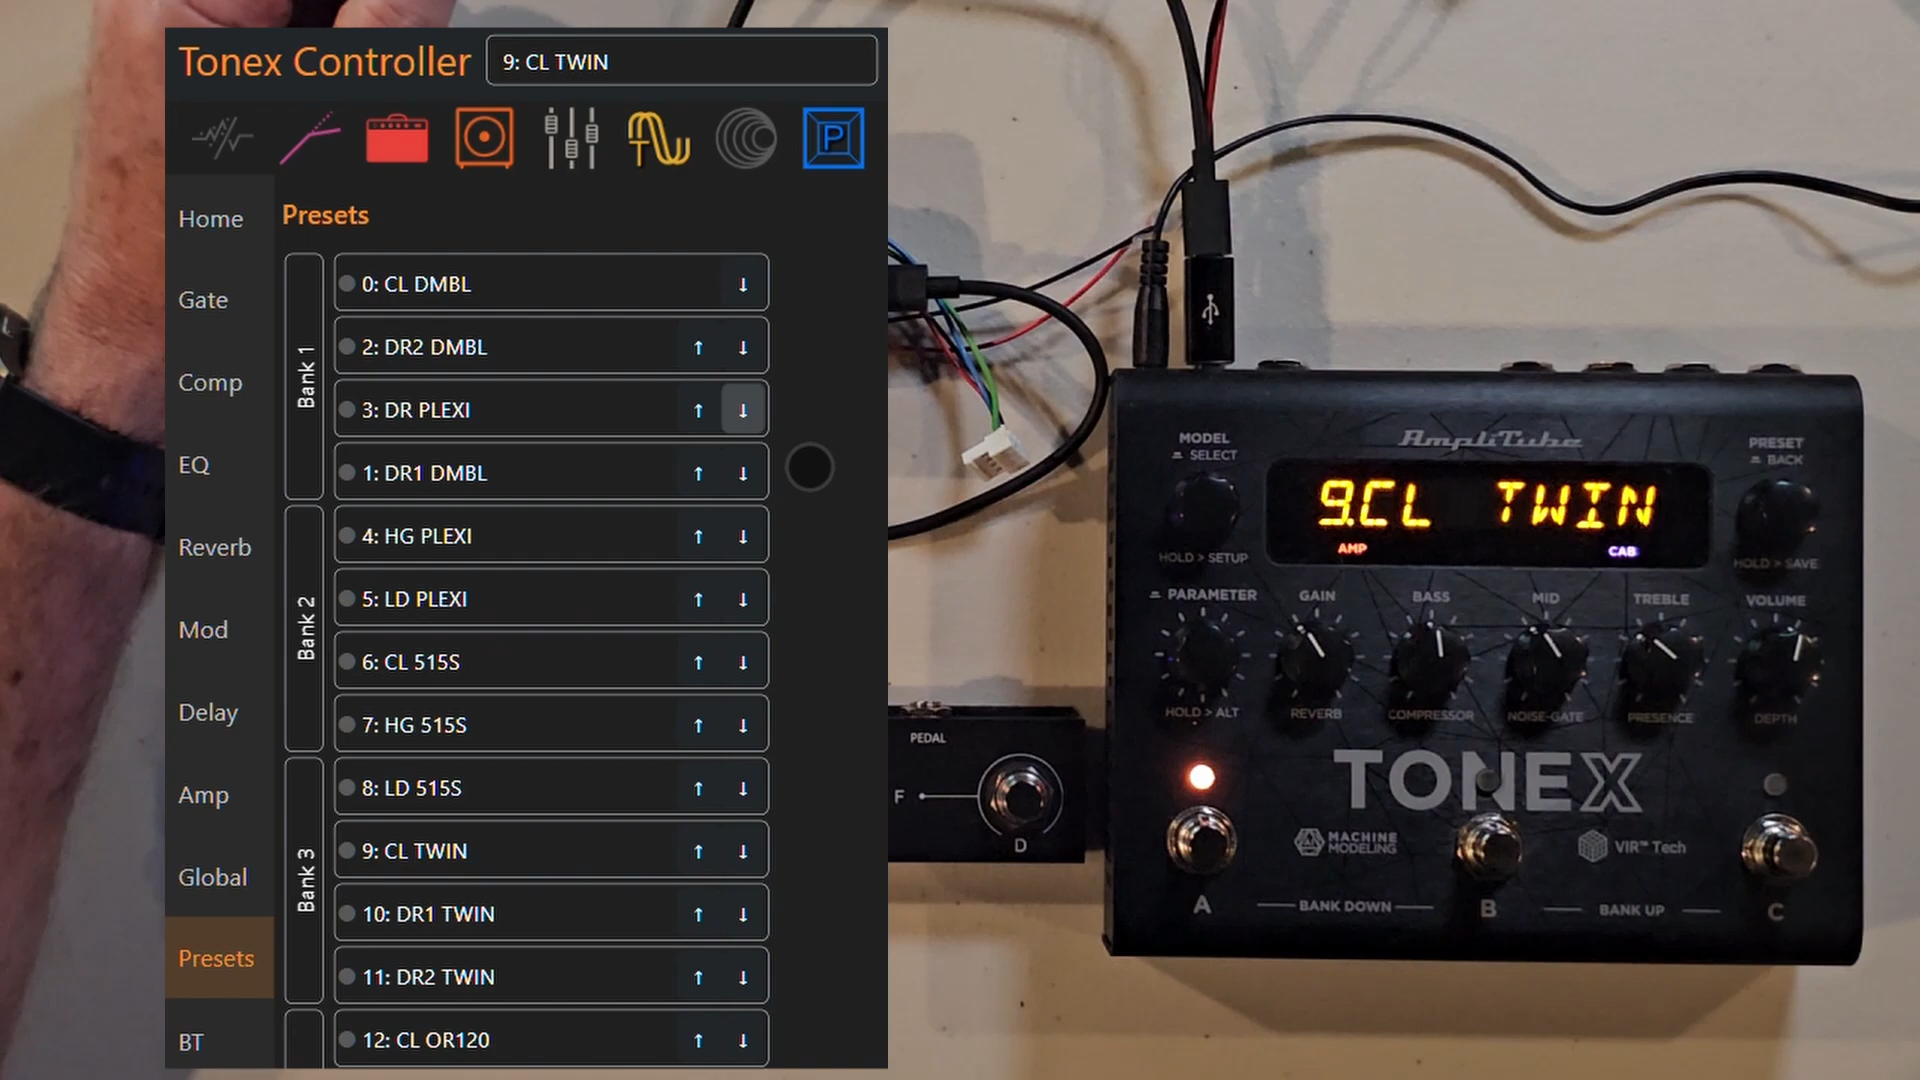 Tonex Controller
9: CL TWIN
P
Home
Gate
Comp
EQ
Reverb
Mod
Delay
Amp
Global
Presets
BT
Presets
Bank 1
0: CL DMBL ↓
2: DR2 DMBL ↑ ↓
3: DR PLEXI ↑ ↓
1: DR1 DMBL ↑ ↓
Bank 2
4: HG PLEXI ↑ ↓
5: LD PLEXI ↑ ↓
6: CL 515S ↑ ↓
7: HG 515S ↑ ↓
Bank 3
8: LD 515S ↑ ↓
9: CL TWIN ↑ ↓
10: DR1 TWIN ↑ ↓
11: DR2 TWIN ↑ ↓
12: CL OR120 ↑ ↓
PEDAL
F
D
AmpliTube
MODEL
SELECT
PRESET
BACK
9.CL TWIN
AMP CAB
HOLD > SETUP
HOLD > SAVE
PARAMETER GAIN BASS MID TREBLE VOLUME
HOLD > ALT REVERB COMPRESSOR NOISE-GATE PRESENCE DEPTH
TONEX
MACHINE
MODELING
VIR™ Tech
A BANK DOWN B BANK UP C